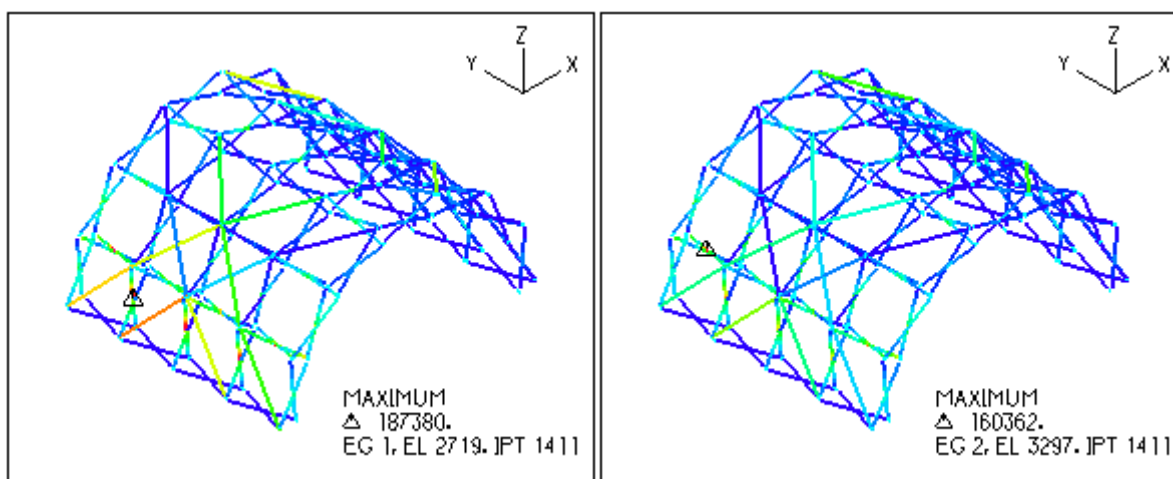 Z
Y X
MAXIMUM
△ 187380.
EG 1, EL 2719. IPT 1411
Z
Y X
MAXIMUM
△ 160362.
EG 2, EL 3297. IPT 1411